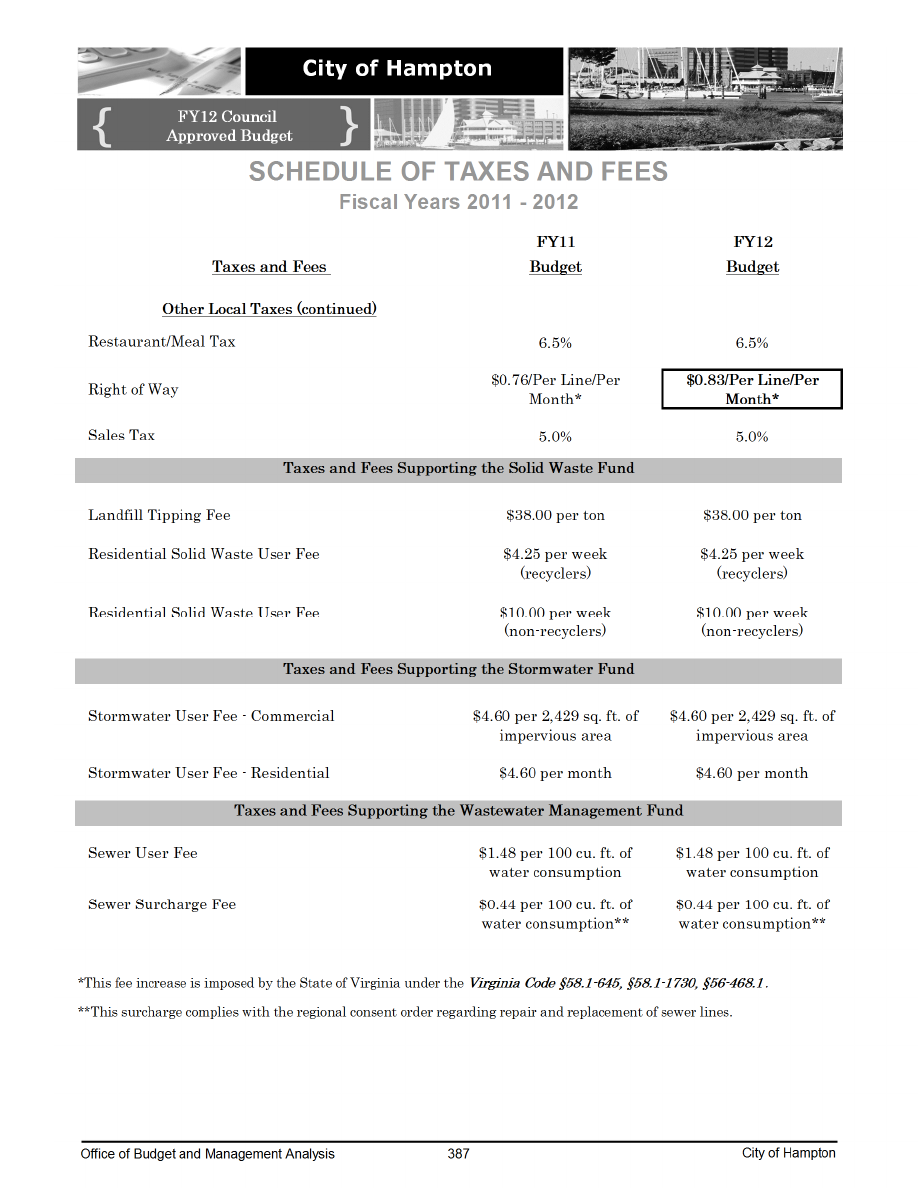 City of Hampton
{ FY12 Council }
Approved Budget
SCHEDULE OF TAXES AND FEES
Fiscal Years 2011 - 2012
FY11 FY12
Taxes and Fees Budget Budget
Other Local Taxes (continued)
Restaurant/Meal Tax 6.5% 6.5%
Right of Way $0.76/Per Line/Per $0.83/Per Line/Per
Month* Month*
Sales Tax 5.0% 5.0%
Taxes and Fees Supporting the Solid Waste Fund
Landfill Tipping Fee $38.00 per ton $38.00 per ton
Residential Solid Waste User Fee $4.25 per week $4.25 per week
(recyclers) (recyclers)
Residential Solid Waste User Fee $10.00 per week $10.00 per week
(non-recyclers) (non-recyclers)
Taxes and Fees Supporting the Stormwater Fund
Stormwater User Fee - Commercial $4.60 per 2,429 sq. ft. of $4.60 per 2,429 sq. ft. of
impervious area impervious area
Stormwater User Fee - Residential $4.60 per month $4.60 per month
Taxes and Fees Supporting the Wastewater Management Fund
Sewer User Fee $1.48 per 100 cu. ft. of $1.48 per 100 cu. ft. of
water consumption water consumption
Sewer Surcharge Fee $0.44 per 100 cu. ft. of $0.44 per 100 cu. ft. of
water consumption** water consumption**
*This fee increase is imposed by the State of Virginia under the Virginia Code §58.1-645, §58.1-1730, §56-468.1.
**This surcharge complies with the regional consent order regarding repair and replacement of sewer lines.
Office of Budget and Management Analysis 387 City of Hampton